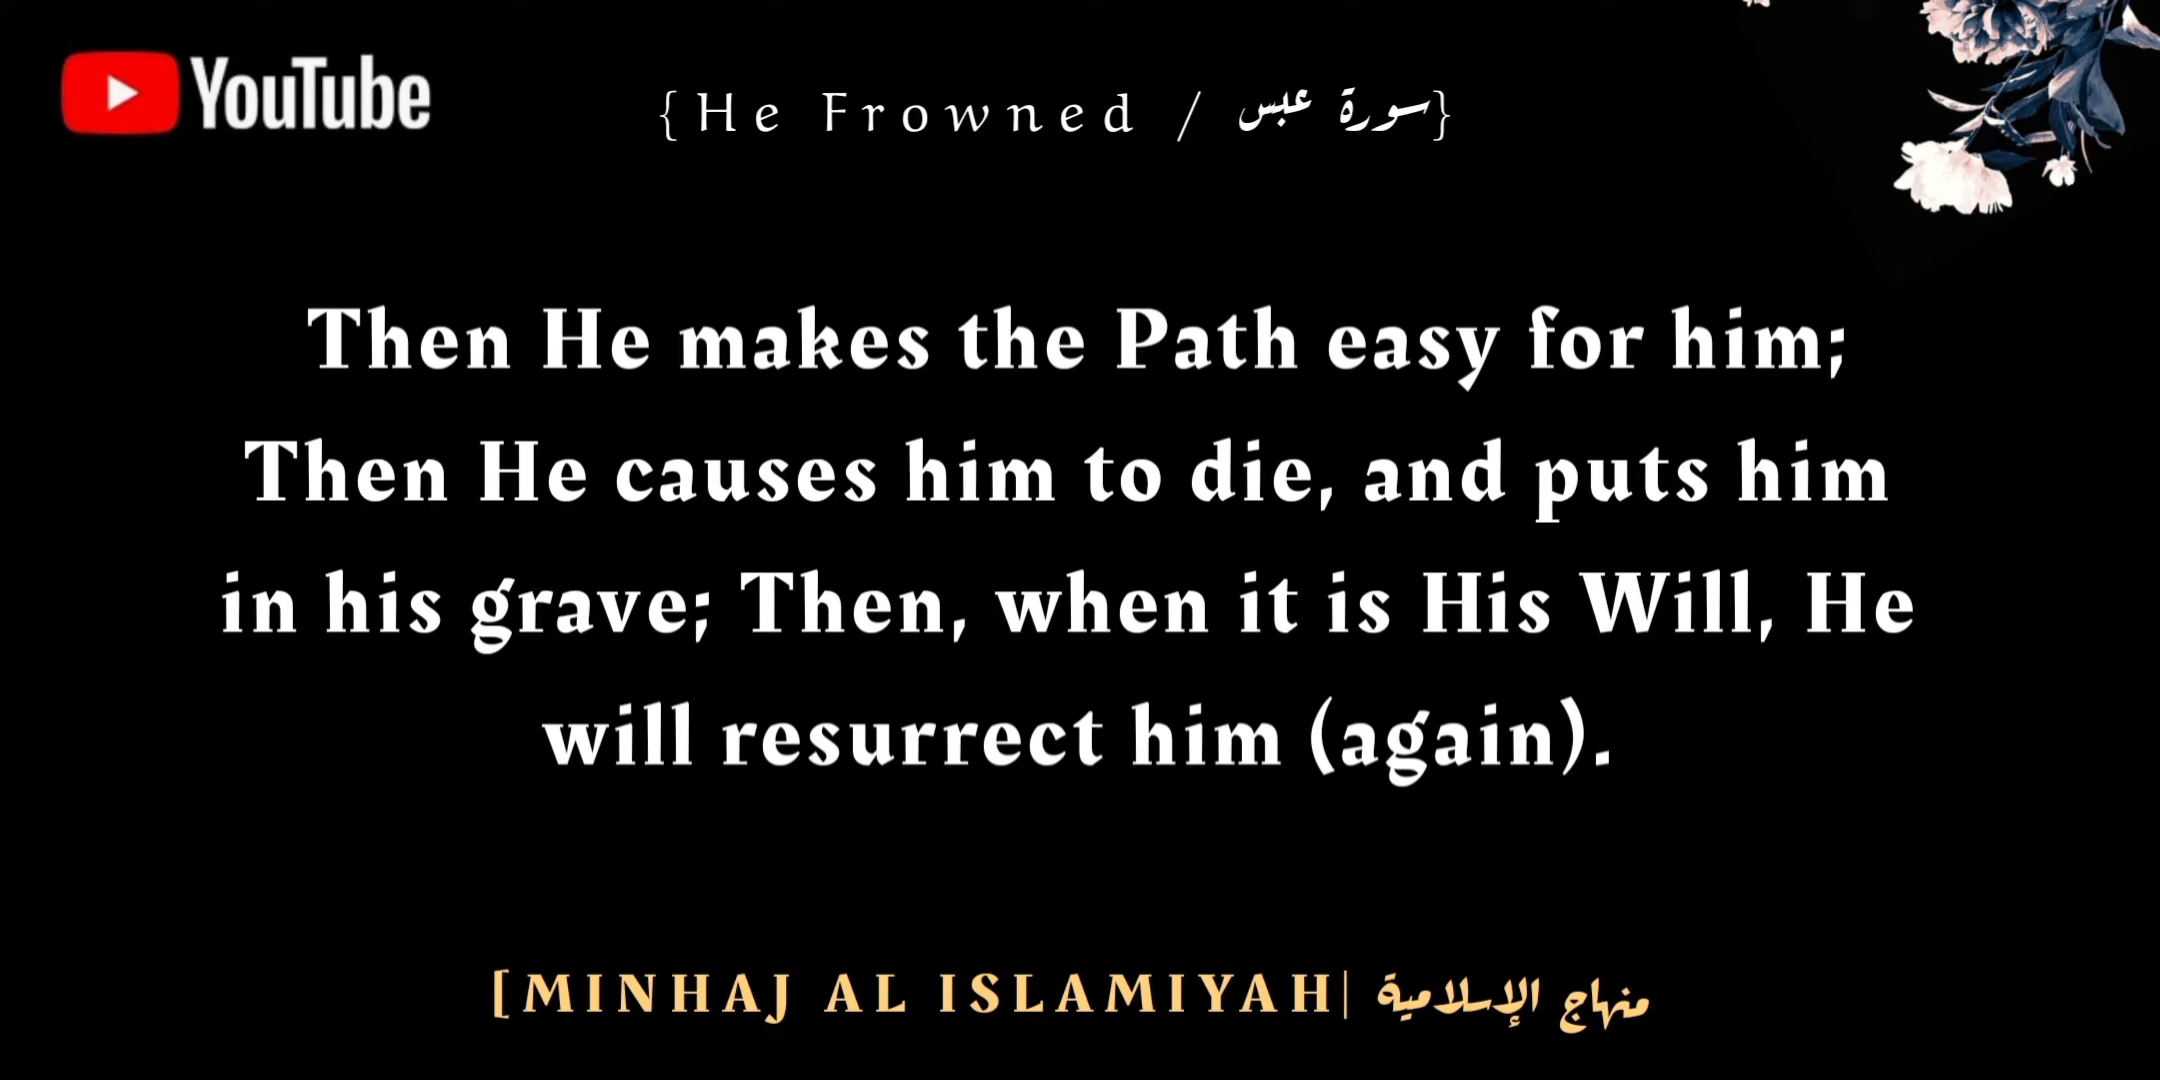 YouTube
{He Frowned / سورة عبس}
Then He makes the Path easy for him;
Then He causes him to die, and puts him
in his grave; Then, when it is His Will, He
will resurrect him (again).
[MINHAJ AL ISLAMIYAH| منهاج الإسلامية